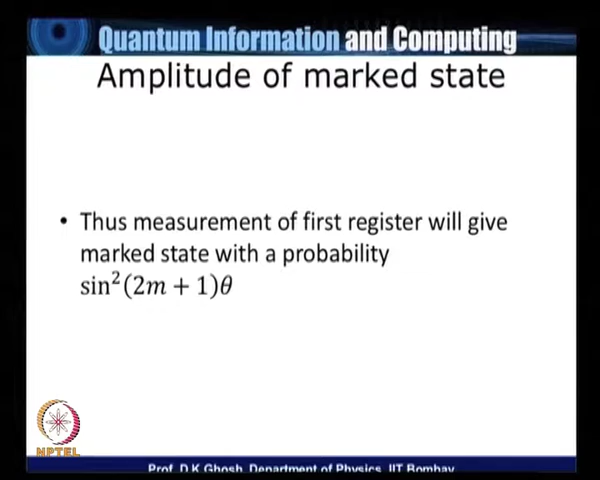 Quantum Information and Computing
Amplitude of marked state
• Thus measurement of first register will give
marked state with a probability
sin²(2m + 1)θ
NPTEL
Prof. D.K.Ghosh, Department of Physics, IIT Bombay